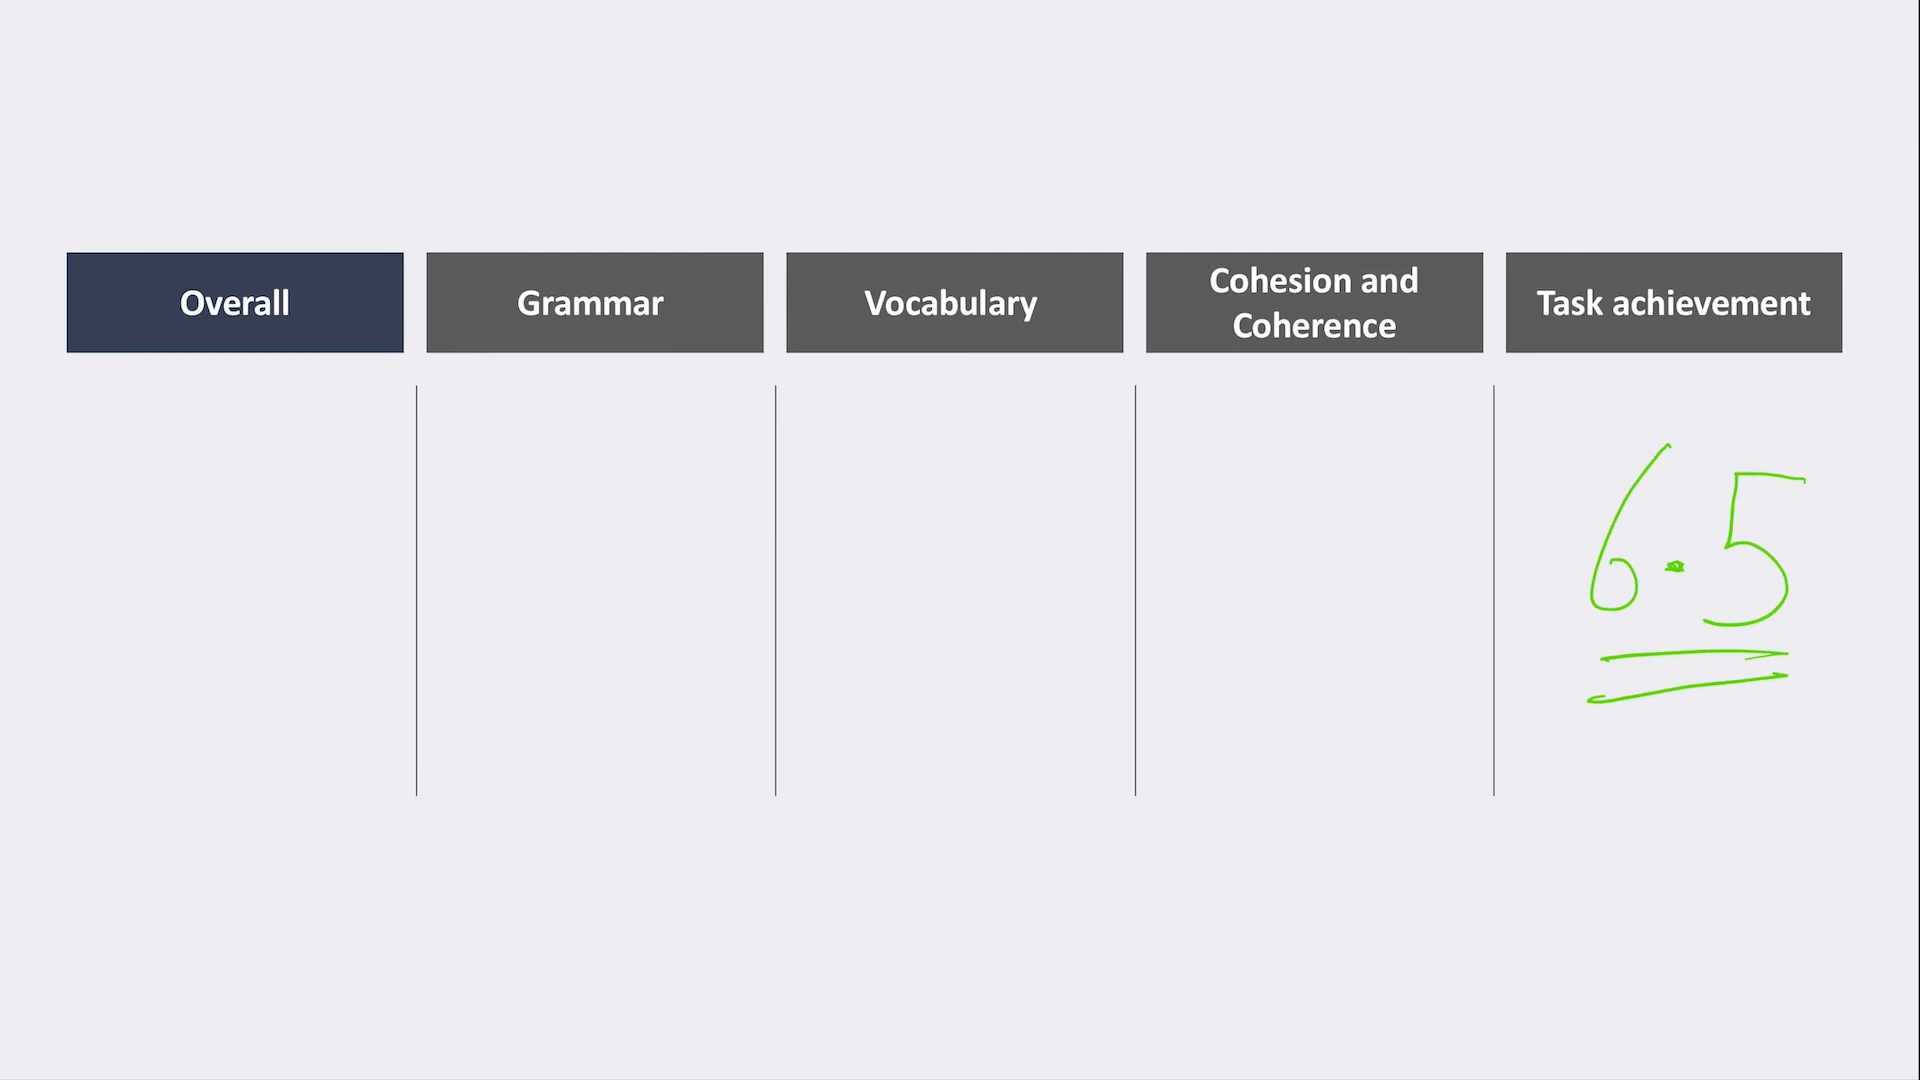 Overall
Grammar
Vocabulary
Cohesion and
Coherence
Task achievement
6.5